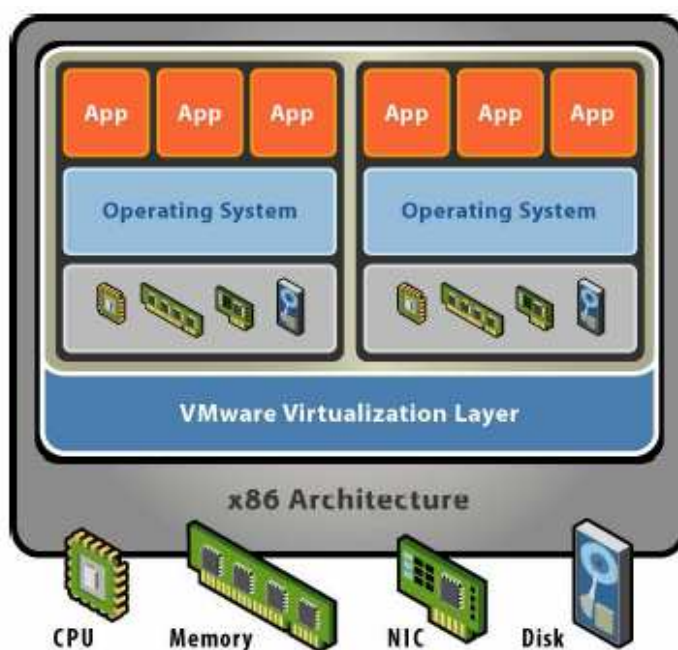 App App App App App App
Operating System Operating System
VMware Virtualization Layer
x86 Architecture
CPU Memory NIC Disk